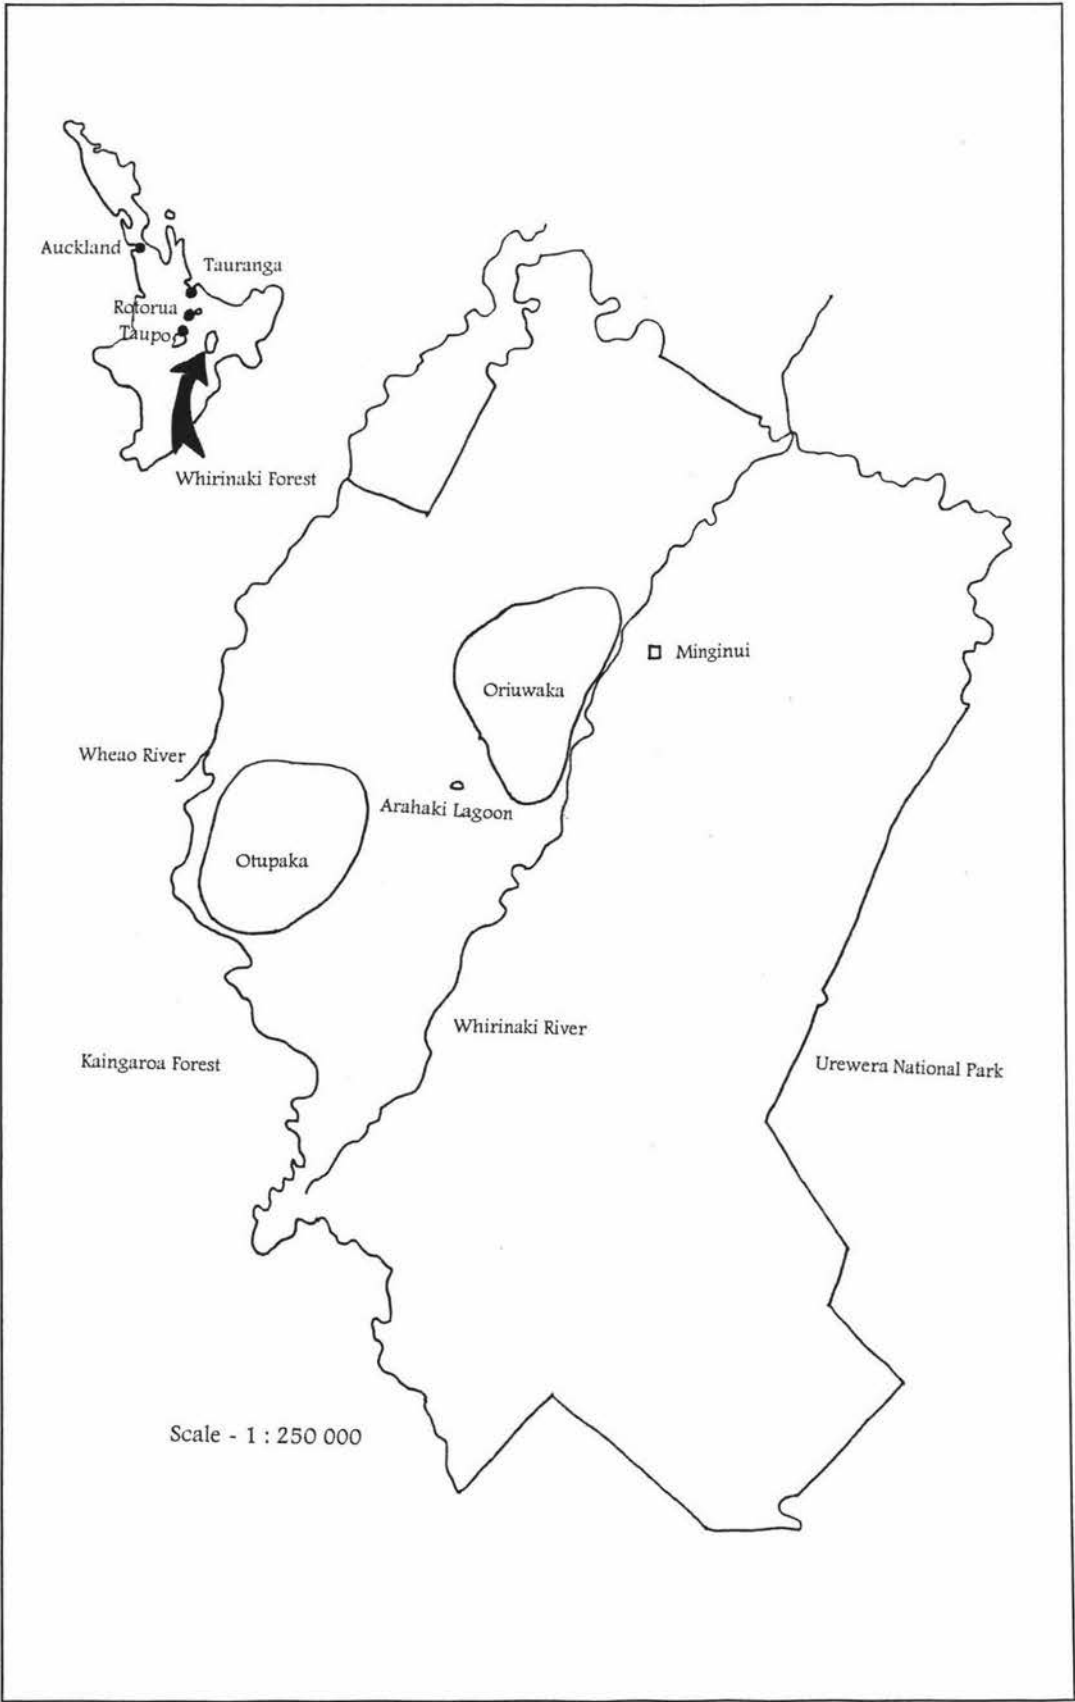 Auckland
Tauranga
Rotorua
Taupo
Whirinaki Forest
Minginui
Oriuwaka
Wheao River
Arahaki Lagoon
Otupaka
Whirinaki River
Kaingaroa Forest
Urewera National Park
Scale - 1 : 250 000